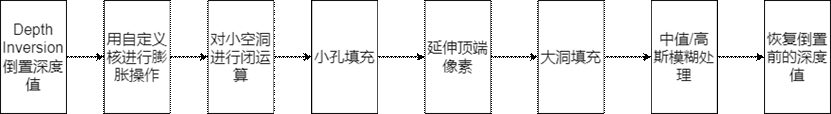 Depth
Inversion
倒置深度
值
用自定义
核进行膨
胀操作
对小空洞
进行闭运
算
小孔填充
延伸顶端
像素
大洞填充
中值/高
斯模糊处
理
恢复倒置
前的深度
值